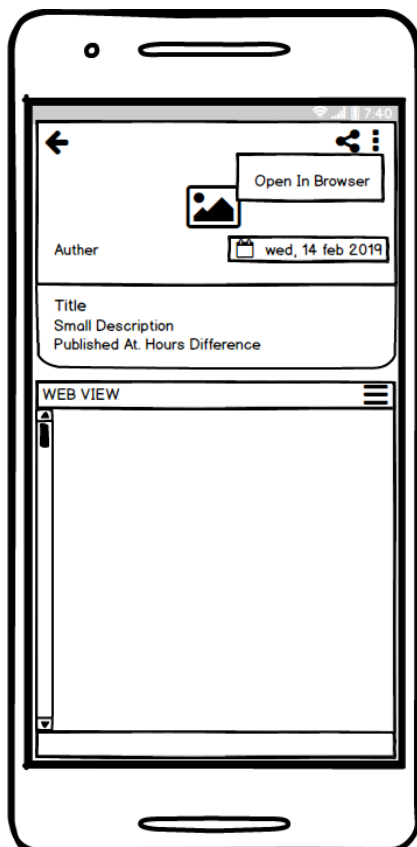 7:40
Open In Browser
Auther
wed, 14 feb 2019
Title
Small Description
Published At. Hours Difference
WEB VIEW